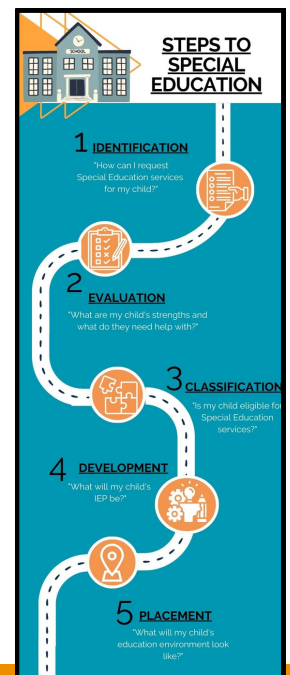 SCHOOL
STEPS TO
SPECIAL
EDUCATION
1 IDENTIFICATION
"How can I request
Special Education services
for my child?"
2
EVALUATION
"What are my child's strengths and
what do they need help with?"
3 CLASSIFICATION
"Is my child eligible for
Special Education
services?"
4 DEVELOPMENT
"What will my child's
IEP be?"
5 PLACEMENT
"What will my child's
education environment look
like?"